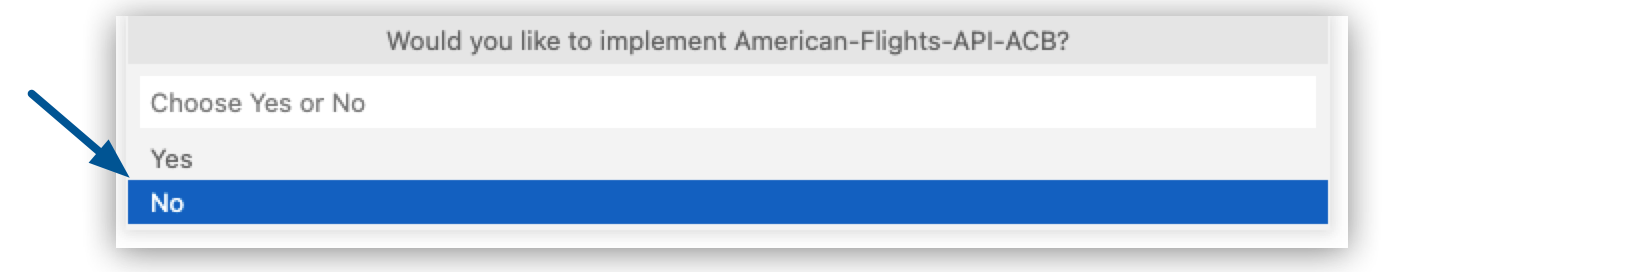 Would you like to implement American-Flights-API-ACB?
Choose Yes or No
Yes
No